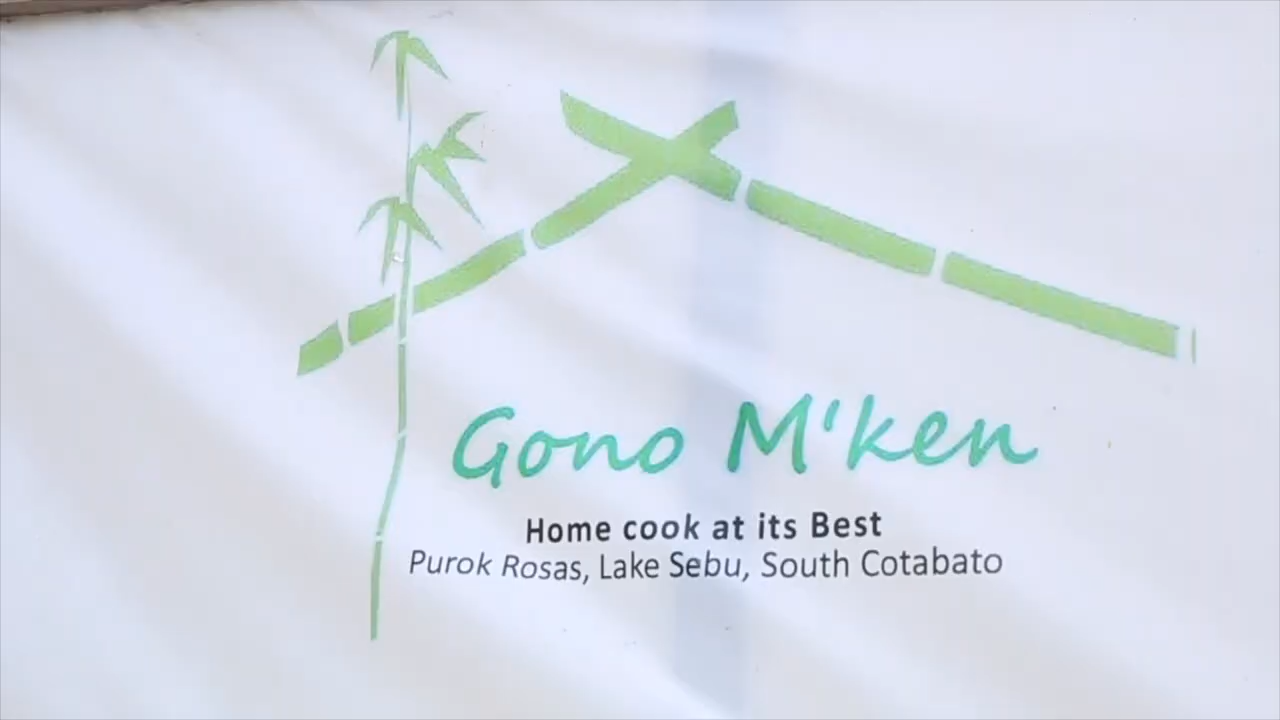 Gono M'ken
Home cook at its Best
Purok Rosas, Lake Sebu, South Cotabato